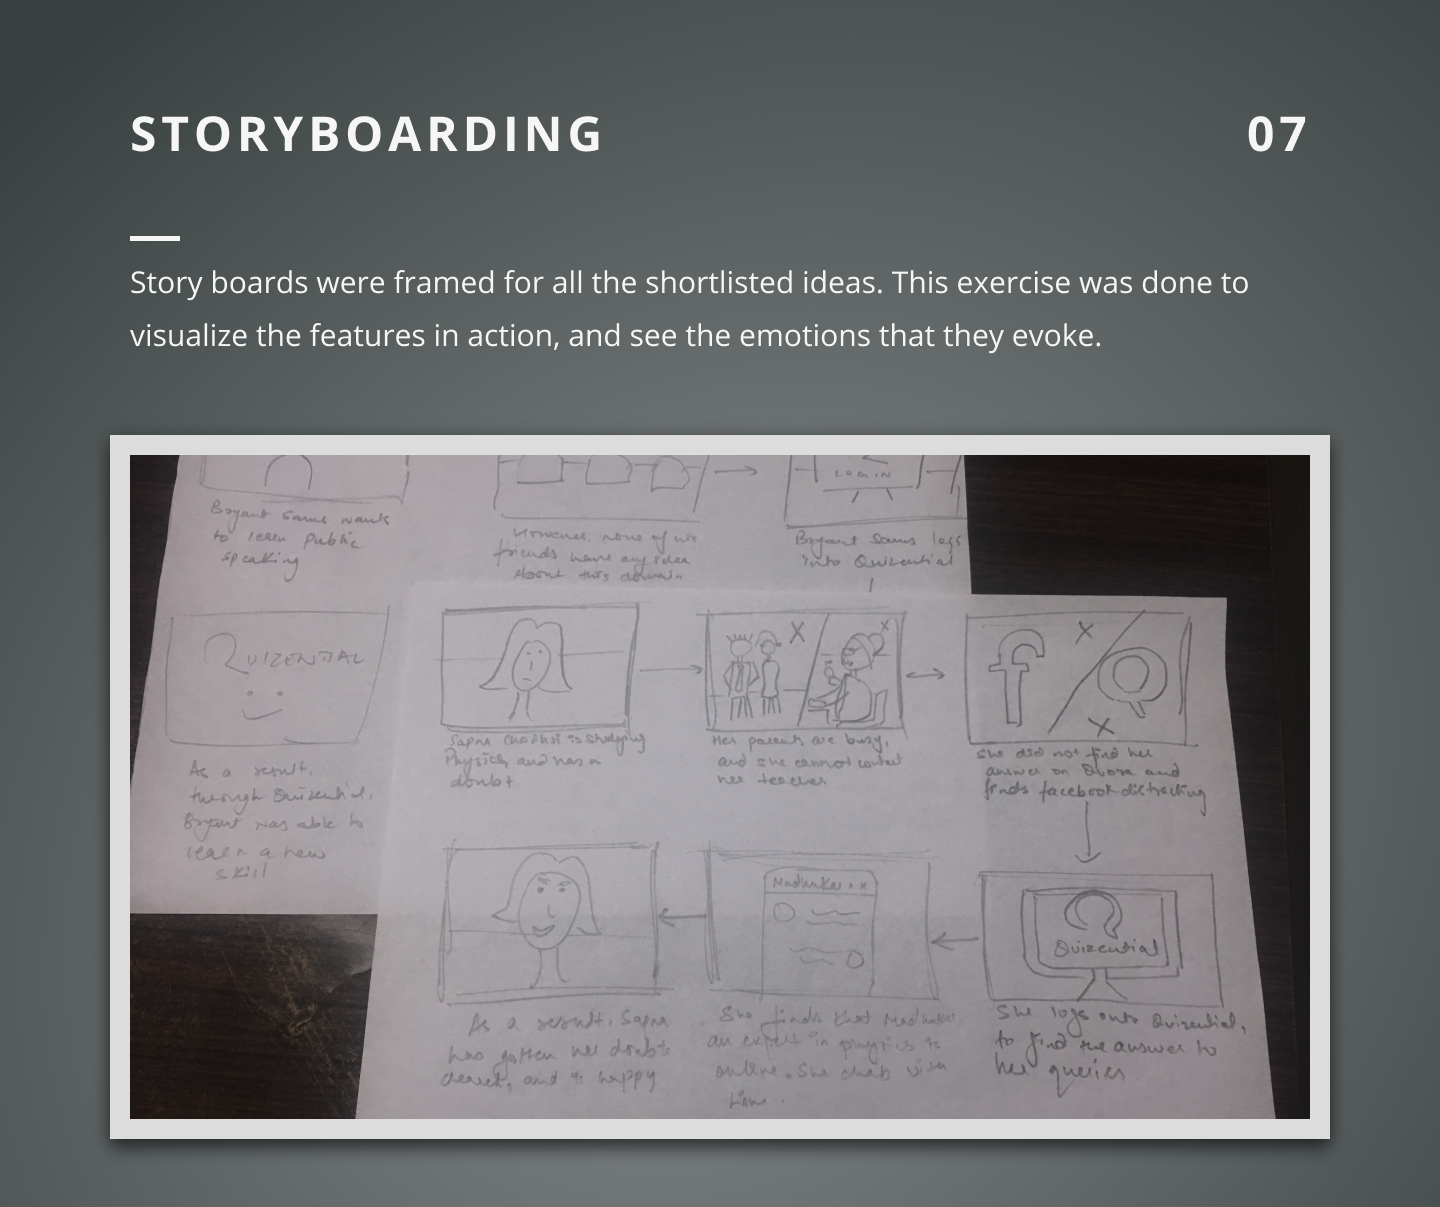 STORYBOARDING
07
Story boards were framed for all the shortlisted ideas. This exercise was done to
visualize the features in action, and see the emotions that they evoke.
LOGIN
Bryant Sams wants
to learn public
speaking
However, none of his
friends have any idea
about this domain
Bryant Sams logs
into Quizential
QUIZENTIAL
As a result,
through Quizential,
Bryant was able to
learn a new
skill
Sapna is studying
Physics and has a
doubt
Her parents are busy,
and she cannot contact
her teacher
f
She did not find her
answer on Quora and
finds facebook distracting
Quizential
She logs onto Quizential,
to find the answer to
her queries
Madhukar
She finds that Madhukar,
an expert in physics is
online. She chats with
him.
As a result, Sapna
has gotten her doubts
cleared, and is happy